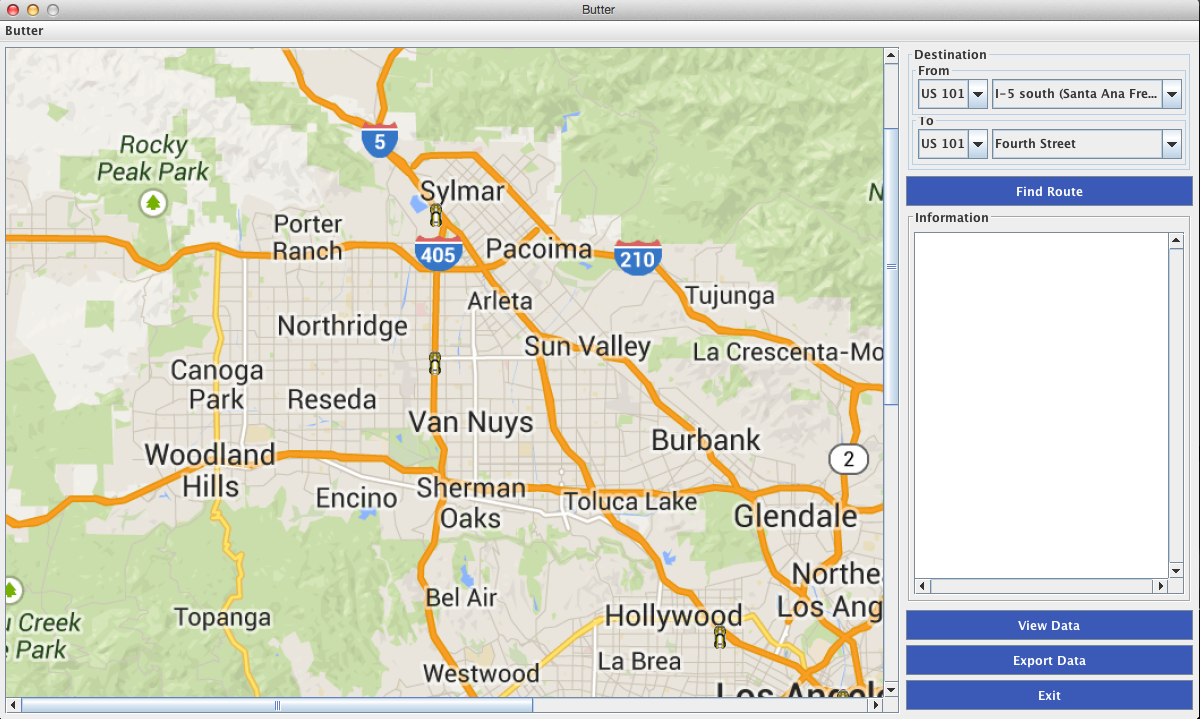 Butter
Butter
5
Rocky
Peak Park
Sylmar
N
Porter
Ranch
405
Pacoima
210
Arleta
Tujunga
Northridge
Sun Valley
La Crescenta-Mo
Canoga
Park
Reseda
Van Nuys
Burbank
Woodland
Hills
2
Encino
Sherman
Oaks
Toluca Lake
Glendale
Northe
Los Ang
Bel Air
Hollywood
Topanga
u Creek
e Park
La Brea
Westwood
Los Angel
Destination
From
US 101
I-5 south (Santa Ana Fre...
To
US 101
Fourth Street
Find Route
Information
View Data
Export Data
Exit